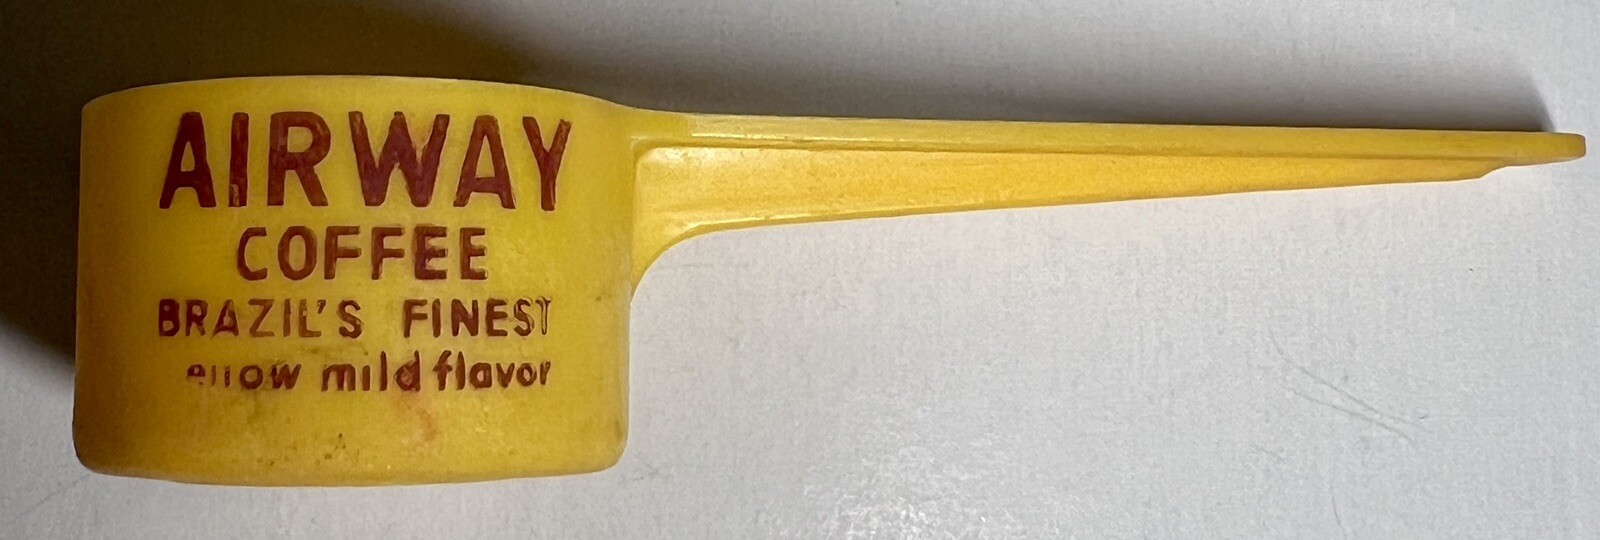 AIRWAY
COFFEE
BRAZIL'S FINEST
mild flavor